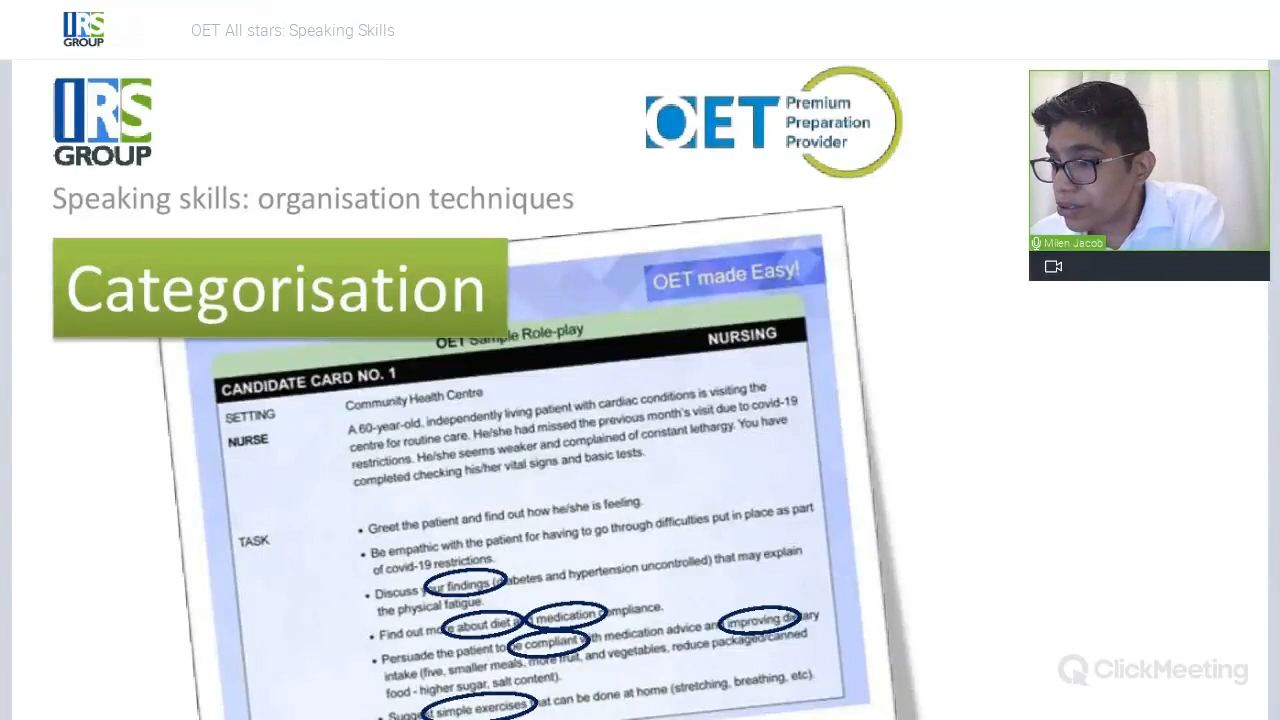 IRS
GROUP
OET All stars: Speaking Skills
IRS
GROUP
OET Premium
Preparation
Provider
Milen Jacob
Speaking skills: organisation techniques
Categorisation
OET made Easy!
OET Sample Role-play
CANDIDATE CARD NO. 1 NURSING
SETTING Community Health Centre
NURSE A 60-year-old, independently living patient with cardiac conditions is visiting the
centre for routine care. He/she had missed the previous month's visit due to covid-19
restrictions. He/she seems weaker and complained of constant lethargy. You have
completed checking his/her vital signs and basic tests.
TASK • Greet the patient and find out how he/she is feeling.
• Be empathic with the patient for having to go through difficulties put in place as part
of covid-19 restrictions.
• Discuss your findings (diabetes and hypertension uncontrolled) that may explain
the physical fatigue.
• Find out more about diet and medication compliance.
• Persuade the patient to be compliant with medication advice and improving dietary
intake (five, smaller meals, more fruit, and vegetables, reduce packaged/canned
food - higher sugar, salt content).
• Suggest simple exercises that can be done at home (stretching, breathing, etc).
ClickMeeting